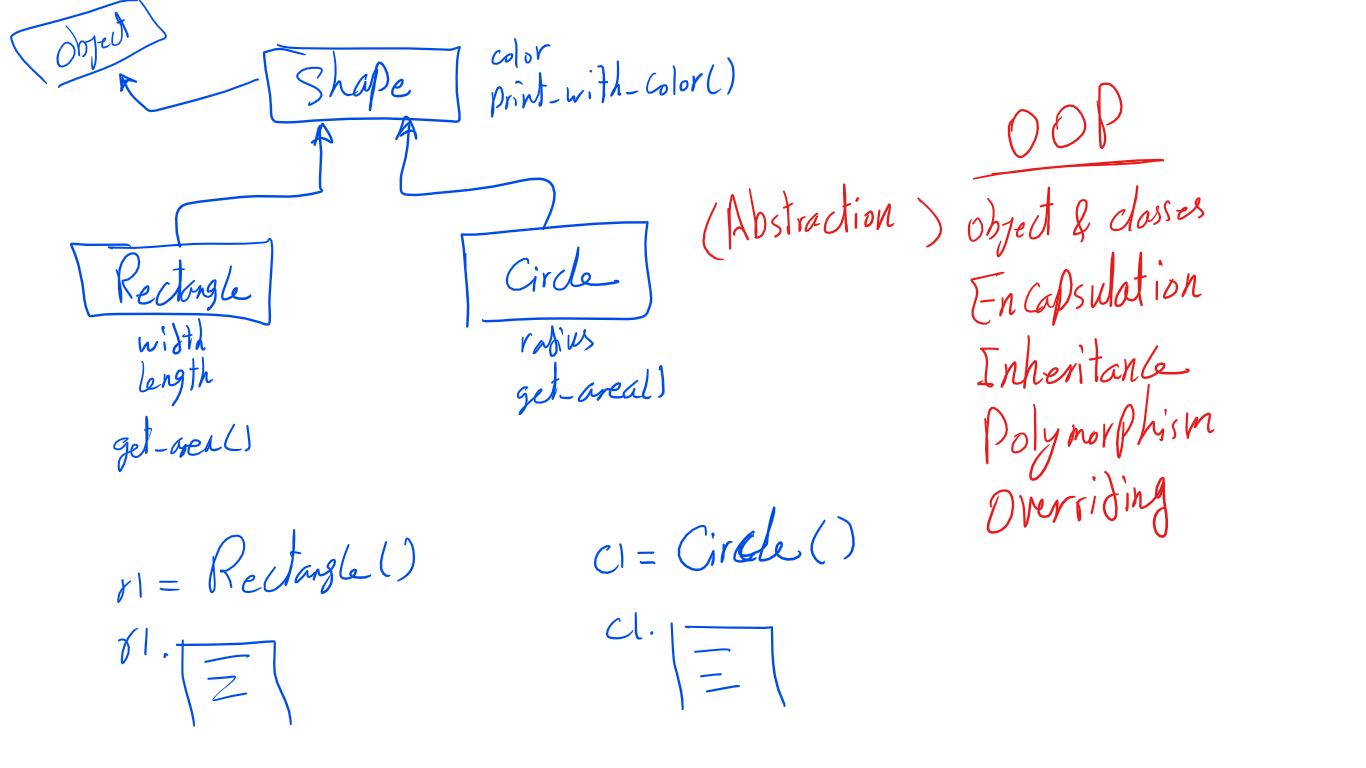 object
Shape
color
print_with_color()
Rectangle
width
length
get_area()
Circle
radius
get_area()
r1 = Rectangle()
r1.
c1 = Circle()
c1.
OOP
(Abstraction) object & classes
Encapsulation
Inheritance
Polymorphism
Overriding